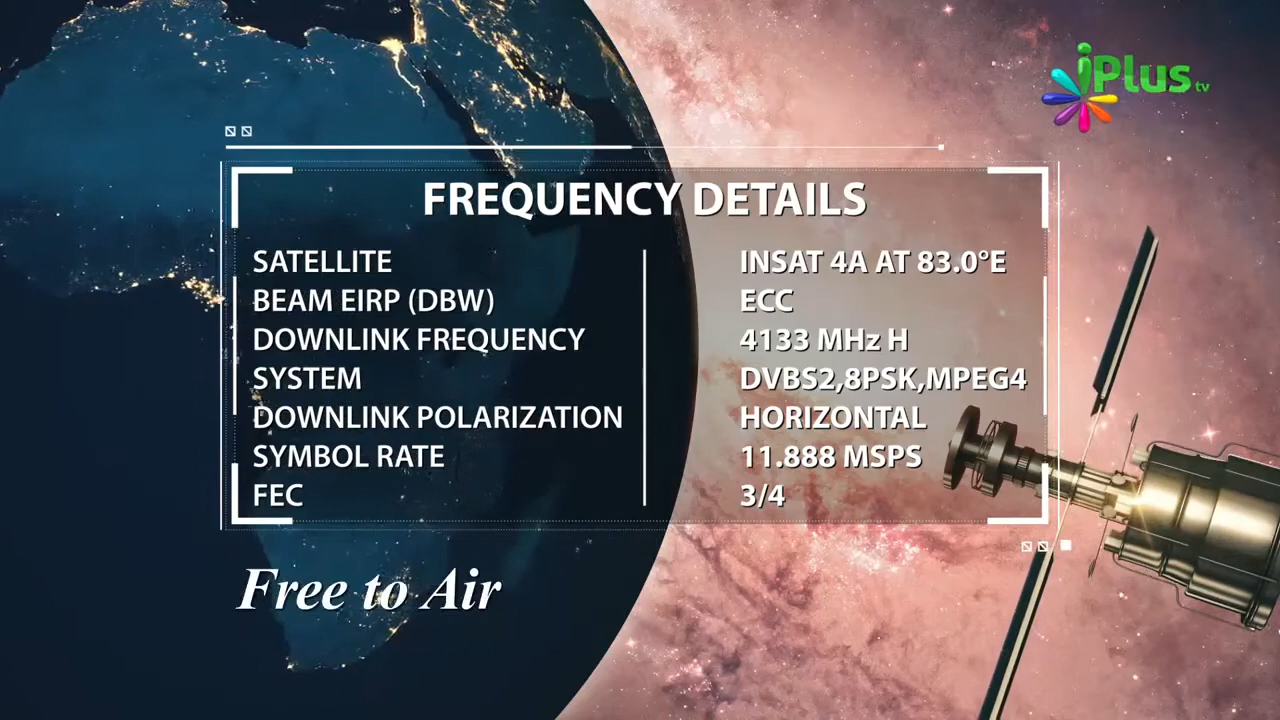 iPlus tv
FREQUENCY DETAILS
SATELLITE INSAT 4A AT 83.0°E
BEAM EIRP (DBW) ECC
DOWNLINK FREQUENCY 4133 MHz H
SYSTEM DVBS2,8PSK,MPEG4
DOWNLINK POLARIZATION HORIZONTAL
SYMBOL RATE 11.888 MSPS
FEC 3/4
Free to Air